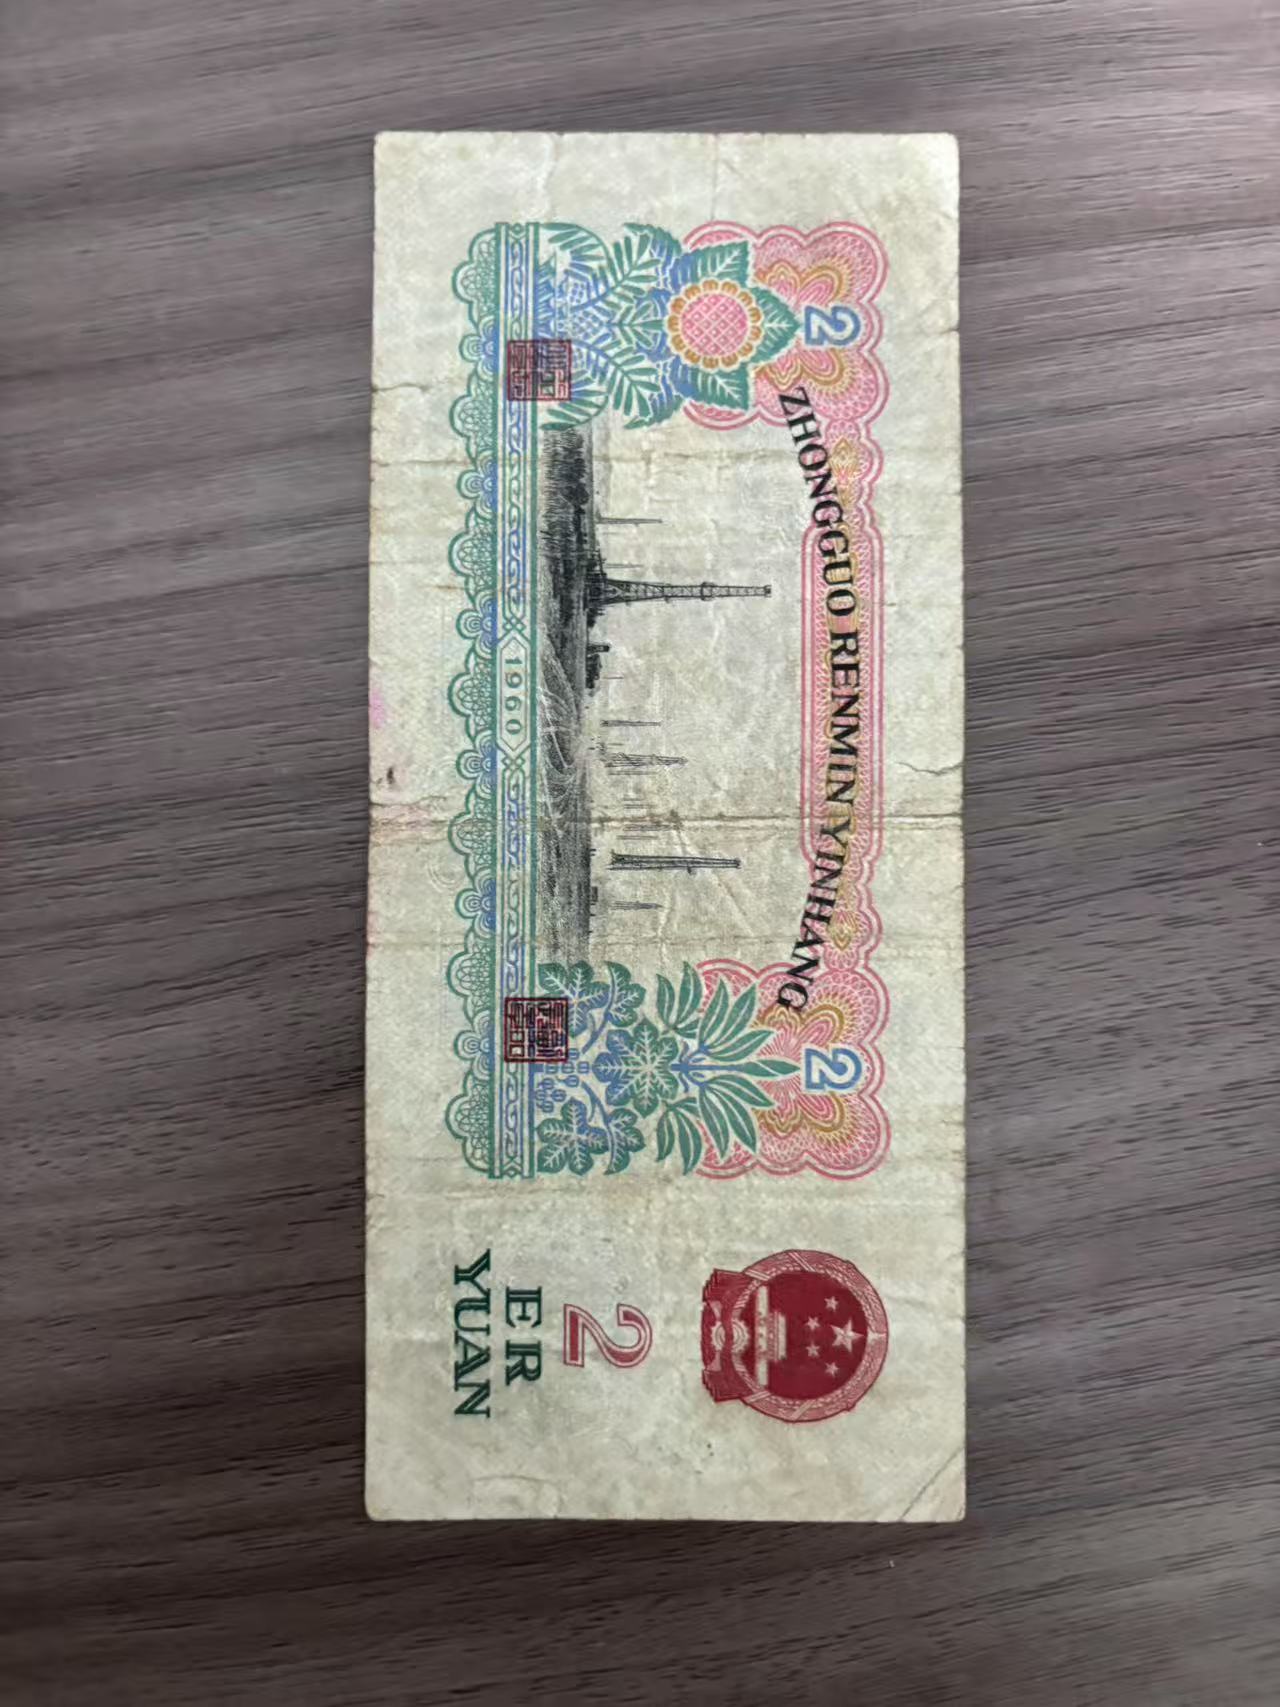 ZHONGGUO RENMIN YINHANG
2
2
1960
2
ER
YUAN